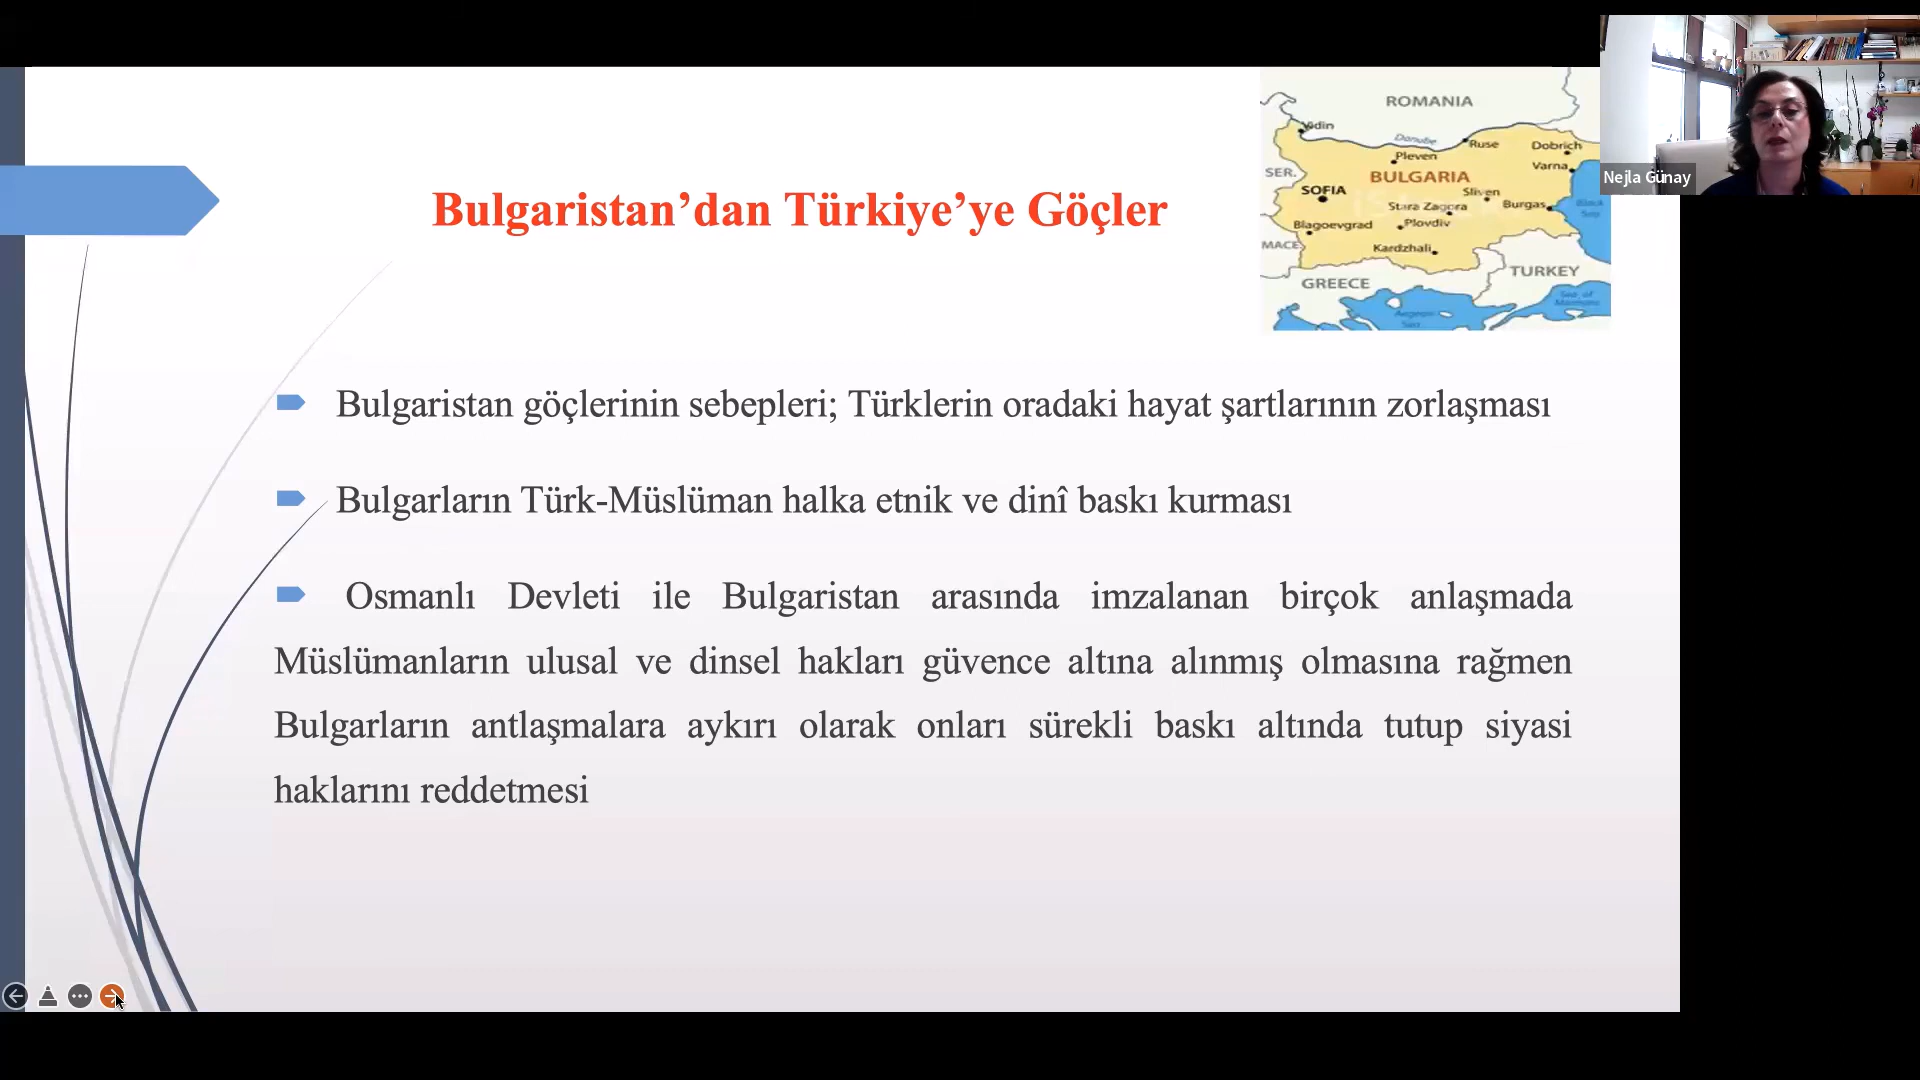 Bulgaristan’dan Türkiye’ye Göçler
Bulgaristan göçlerinin sebepleri; Türklerin oradaki hayat şartlarının zorlaşması
Bulgarların Türk-Müslüman halka etnik ve dinî baskı kurması
Osmanlı Devleti ile Bulgaristan arasında imzalanan birçok anlaşmada
Müslümanların ulusal ve dinsel hakları güvence altına alınmış olmasına rağmen
Bulgarların antlaşmalara aykırı olarak onları sürekli baskı altında tutup siyasi
haklarını reddetmesi
ROMANIA
Vidin
Danube
Ruse
Dobrich
Pleven
Varna
SER.
BULGARIA
SOFIA
Sliven
Stara Zagora
Burgas
Black
Sea
Blagoevgrad
Plovdiv
MACE.
Kardzhali
TURKEY
GREECE
Sea of
Marmara
Aegean
Sea
Nejla Günay